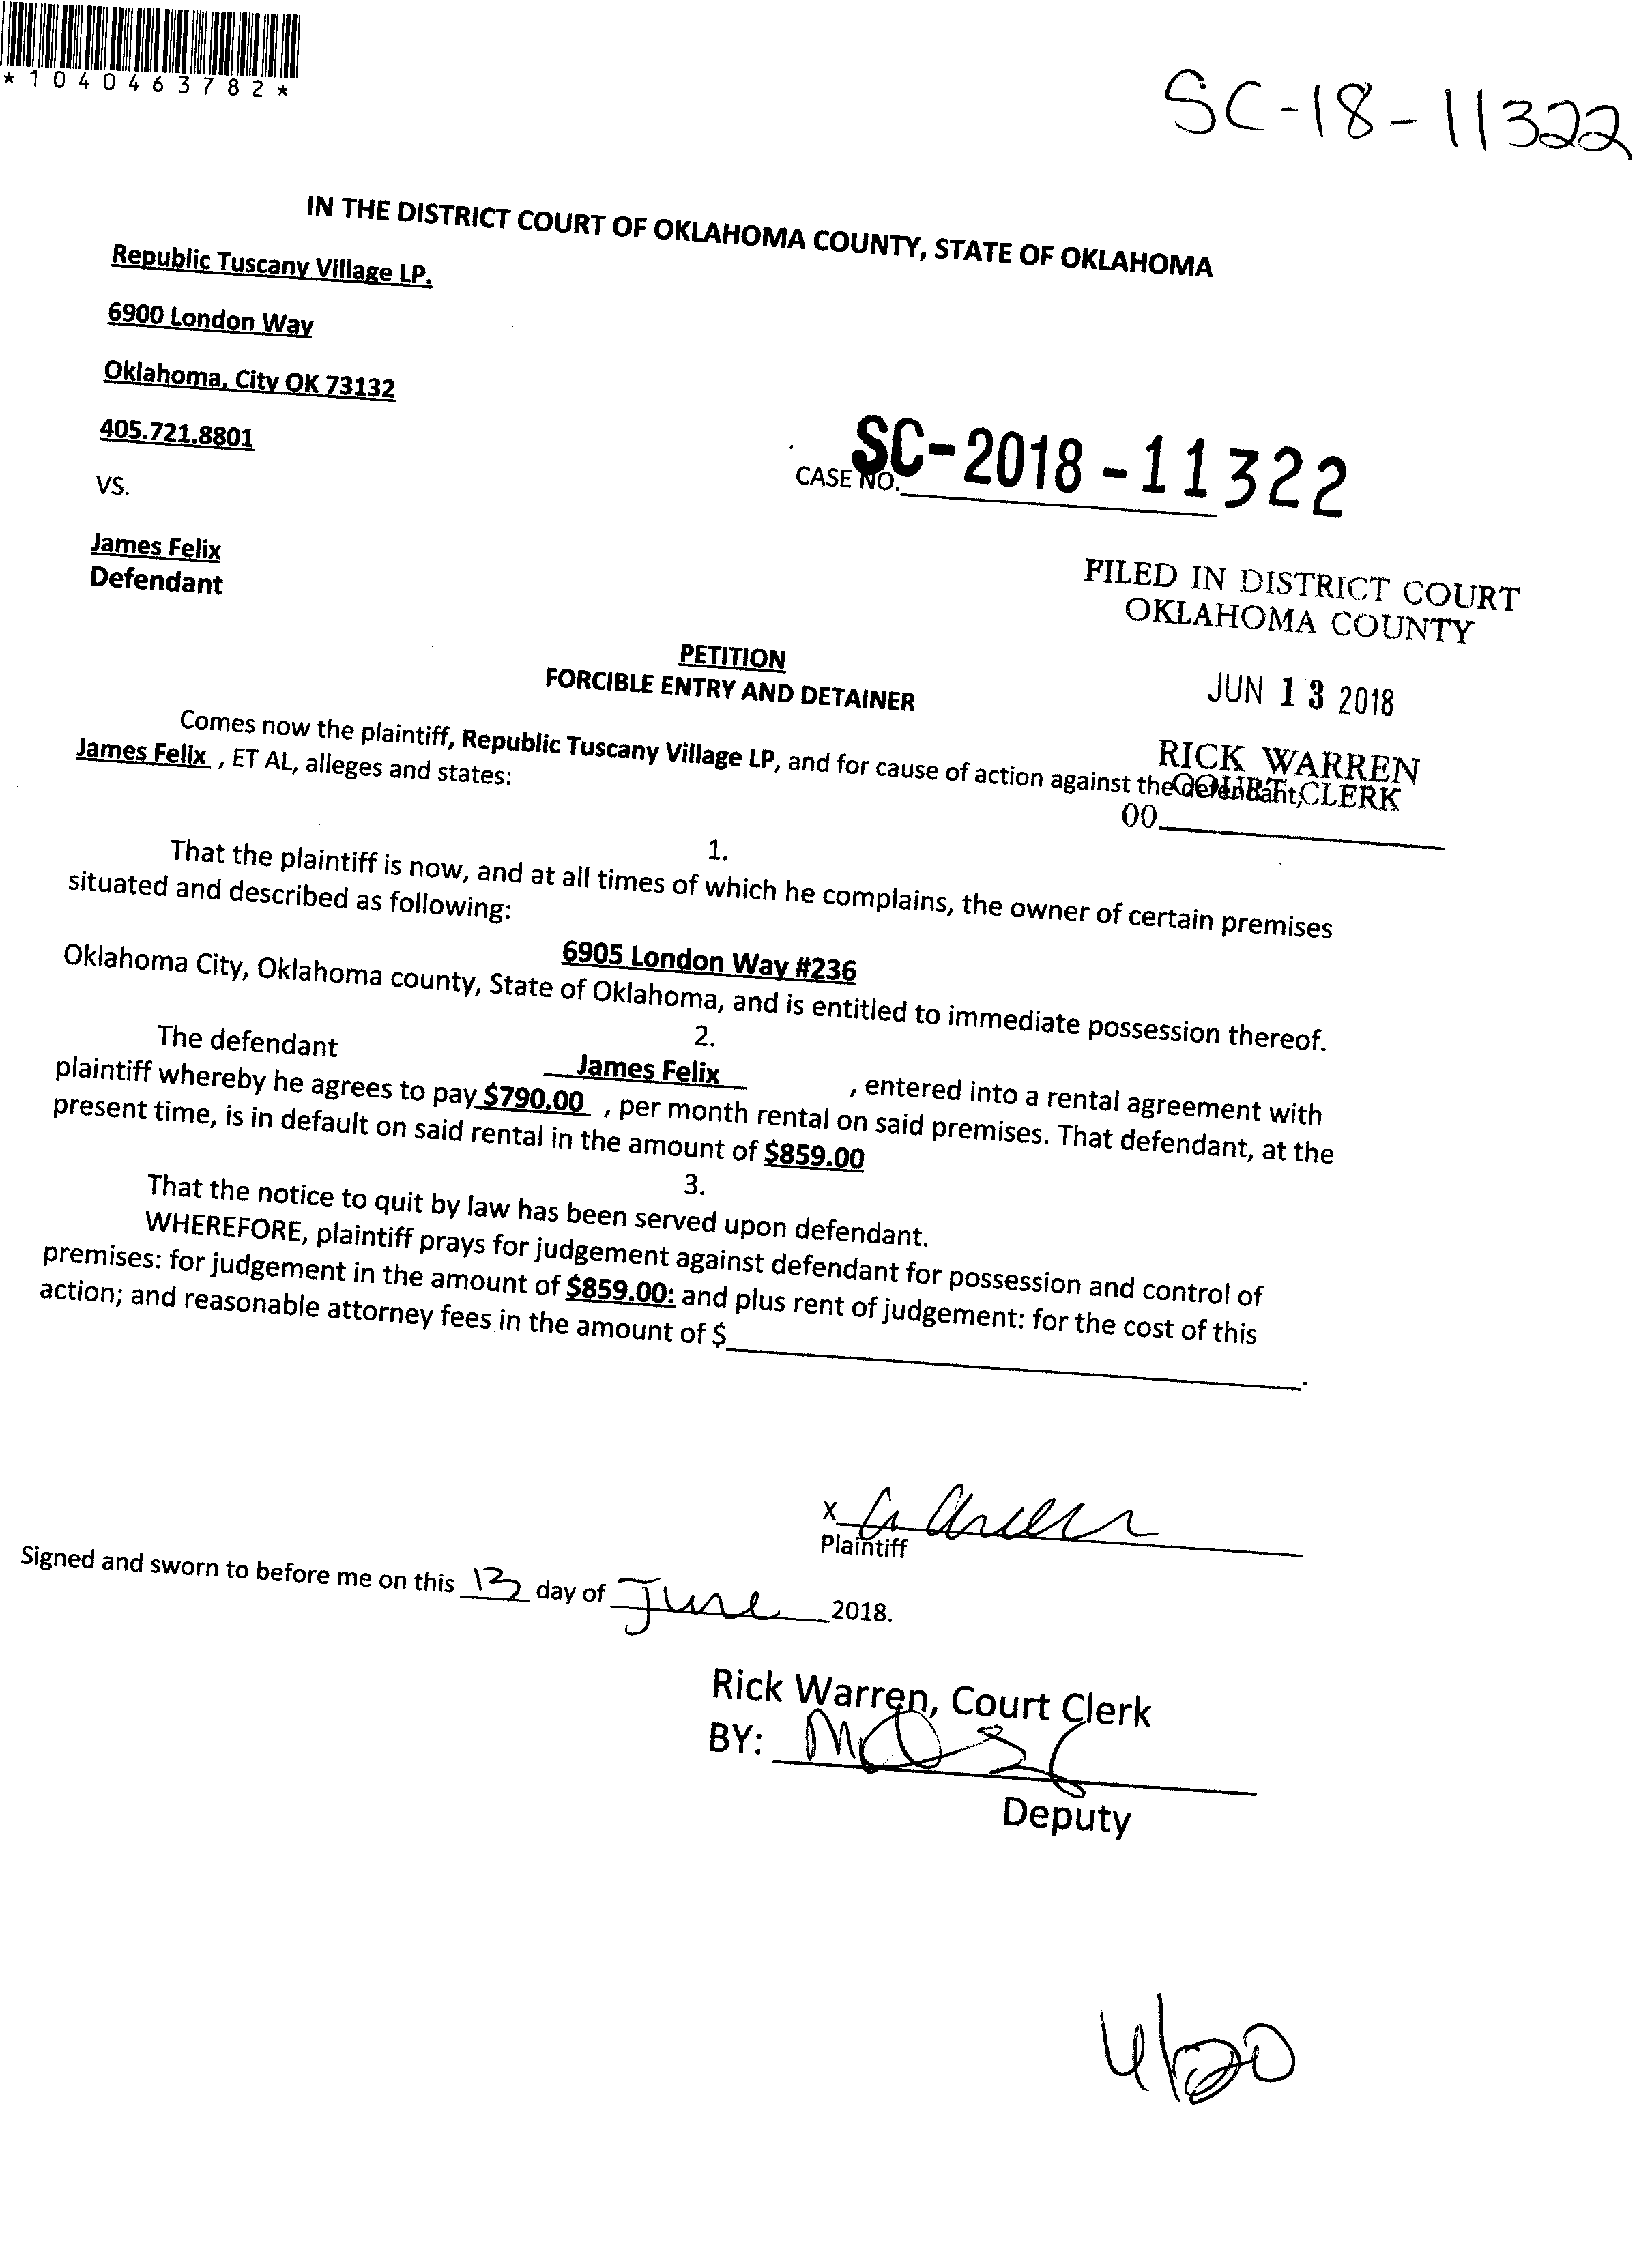 *1040463782*
SC-18-11322
IN THE DISTRICT COURT OF OKLAHOMA COUNTY, STATE OF OKLAHOMA
Republic Tuscany Village LP.
6900 London Way
Oklahoma, City OK 73132
405.721.8801
VS.
CASE NO. SC-2018-11322
James Felix
Defendant
FILED IN DISTRICT COURT
OKLAHOMA COUNTY
JUN 13 2018
RICK WARREN
COURT CLERK
00
PETITION
FORCIBLE ENTRY AND DETAINER
Comes now the plaintiff, Republic Tuscany Village LP, and for cause of action against the defendant,
James Felix , ET AL, alleges and states:
1.
That the plaintiff is now, and at all times of which he complains, the owner of certain premises
situated and described as following:
6905 London Way #236
Oklahoma City, Oklahoma county, State of Oklahoma, and is entitled to immediate possession thereof.
2.
The defendant James Felix , entered into a rental agreement with
plaintiff whereby he agrees to pay $790.00 , per month rental on said premises. That defendant, at the
present time, is in default on said rental in the amount of $859.00
3.
That the notice to quit by law has been served upon defendant.
WHEREFORE, plaintiff prays for judgement against defendant for possession and control of
premises: for judgement in the amount of $859.00: and plus rent of judgement: for the cost of this
action; and reasonable attorney fees in the amount of $ .
X
Plaintiff
Signed and sworn to before me on this 13 day of June 2018.
Rick Warren, Court Clerk
BY:
Deputy
6/20